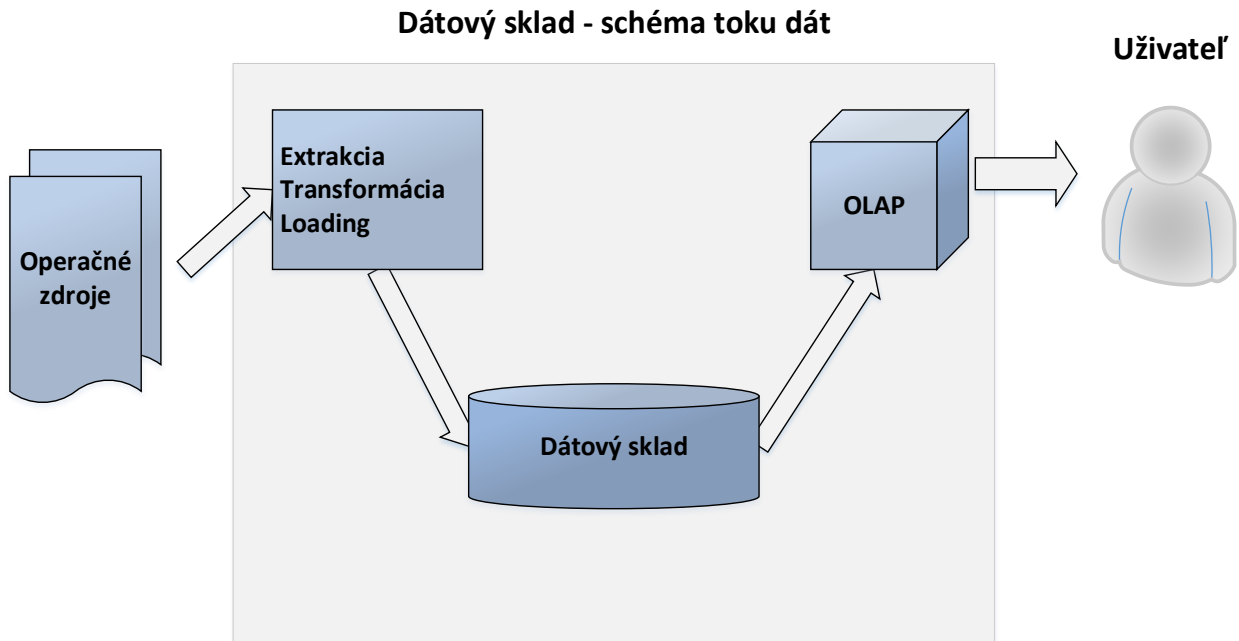 Dátový sklad - schéma toku dát
Uživateľ
Extrakcia
Transformácia
Loading
OLAP
Operačné
zdroje
Dátový sklad